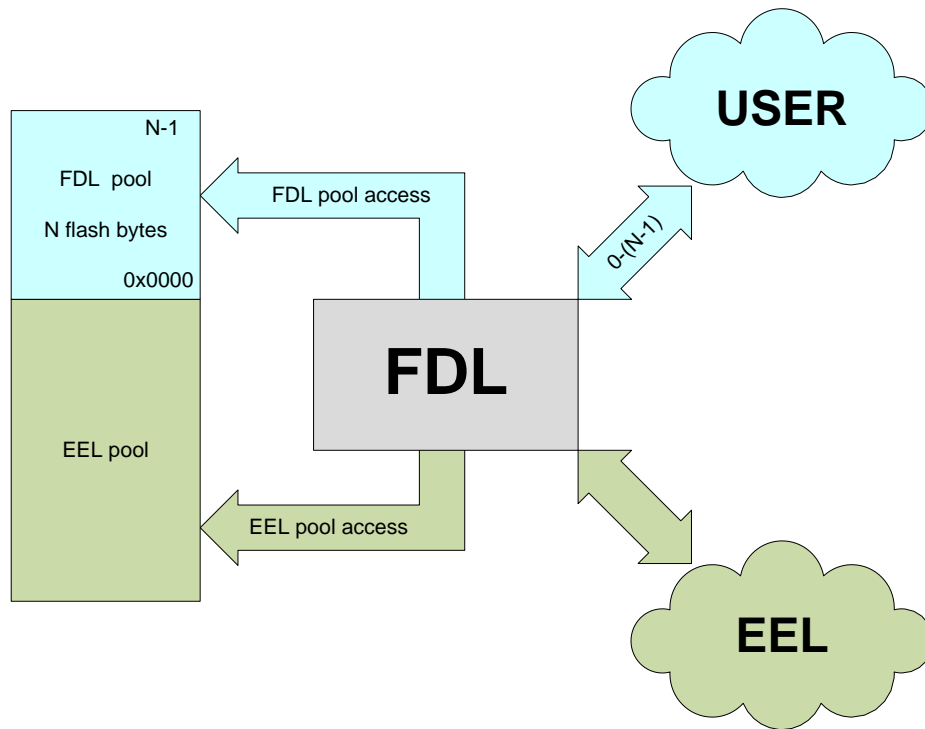 USER
N-1
FDL pool
N flash bytes
0x0000
FDL pool access
0-(N-1)
FDL
EEL pool
EEL pool access
EEL